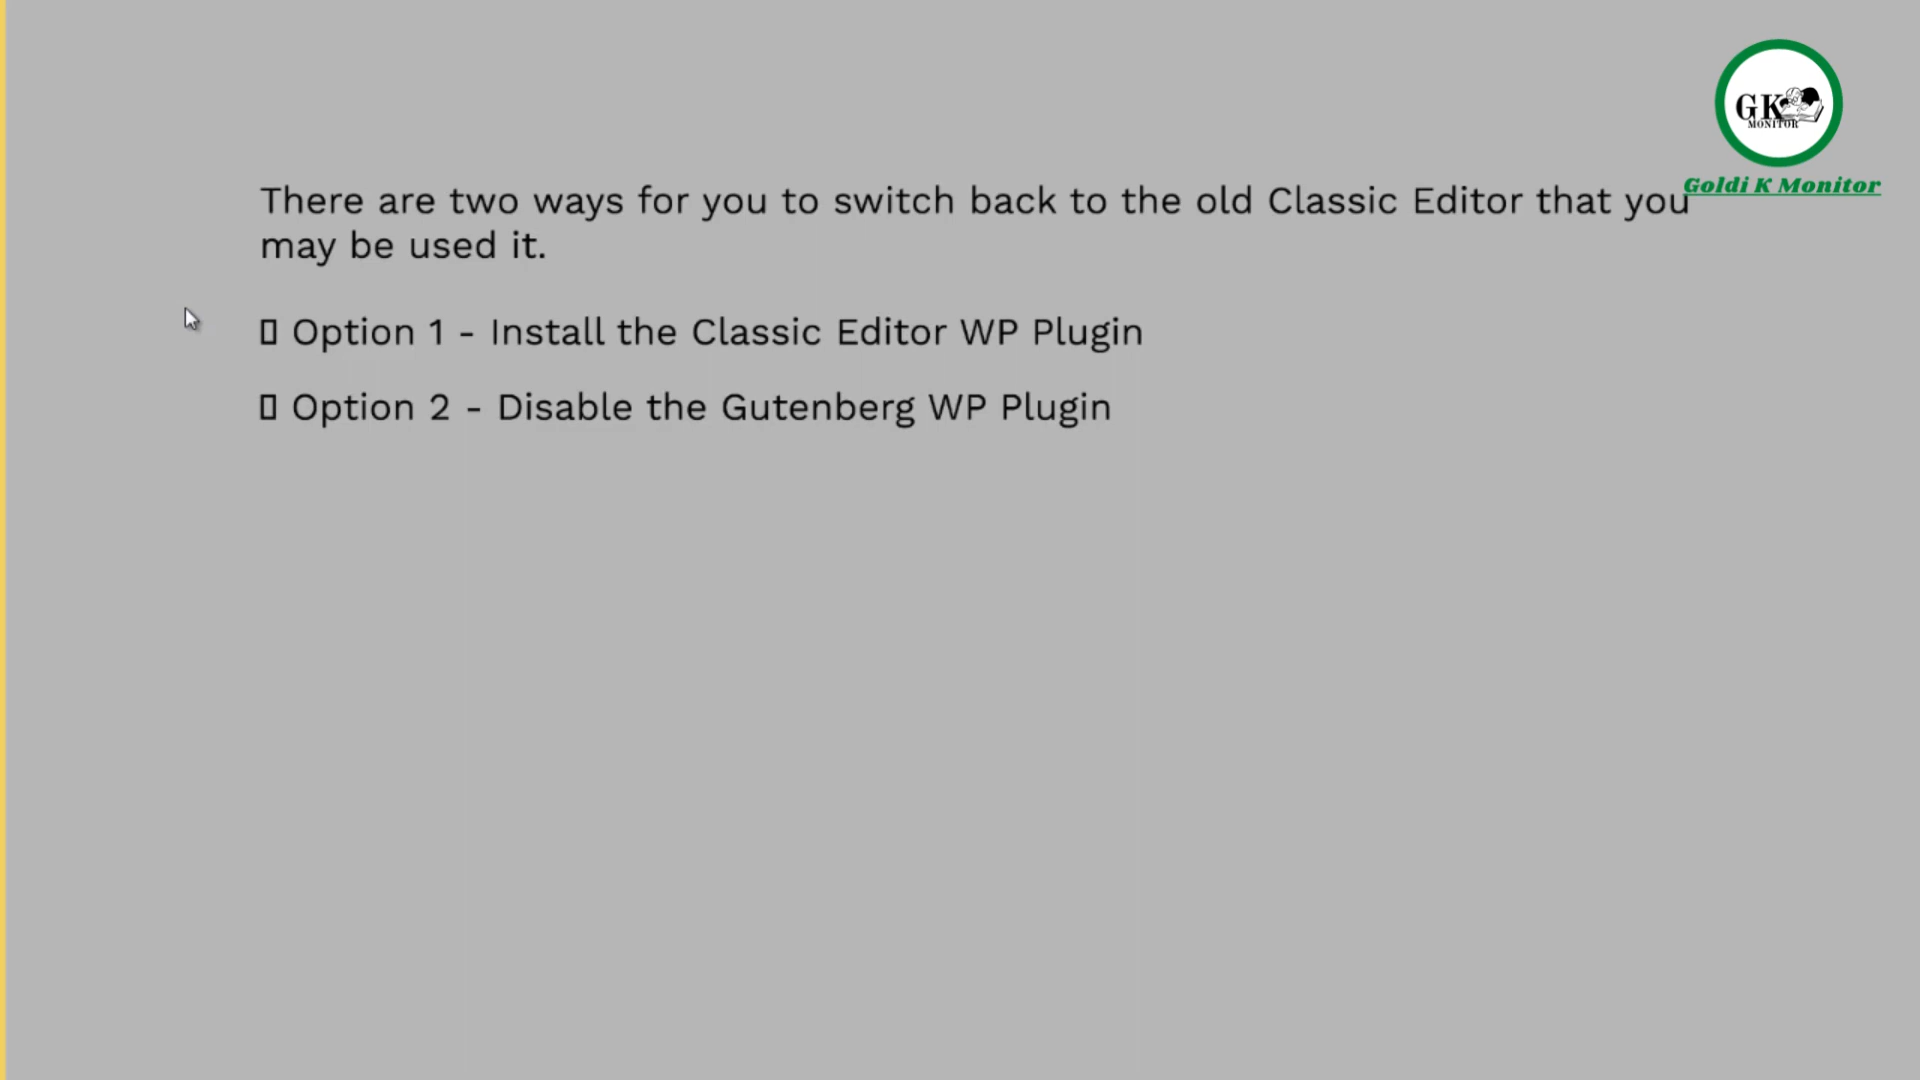 GK
MONITOR
Goldi K Monitor
There are two ways for you to switch back to the old Classic Editor that you
may be used it.
▯ Option 1 - Install the Classic Editor WP Plugin
▯ Option 2 - Disable the Gutenberg WP Plugin